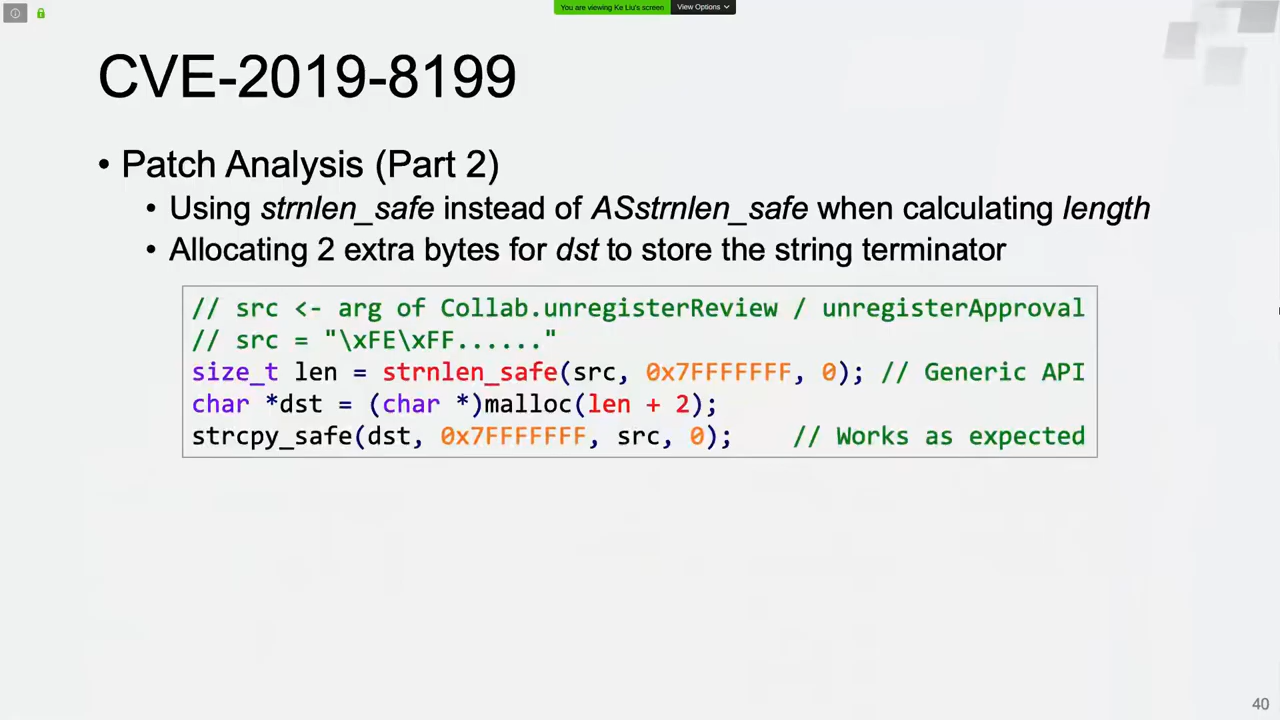 You are viewing Ke Liu's screen
View Options
CVE-2019-8199
• Patch Analysis (Part 2)
• Using strnlen_safe instead of ASstrnlen_safe when calculating length
• Allocating 2 extra bytes for dst to store the string terminator
// src <- arg of Collab.unregisterReview / unregisterApproval
// src = "\xFE\xFF......"
size_t len = strnlen_safe(src, 0x7FFFFFFF, 0); // Generic API
char *dst = (char *)malloc(len + 2);
strcpy_safe(dst, 0x7FFFFFFF, src, 0); // Works as expected
40